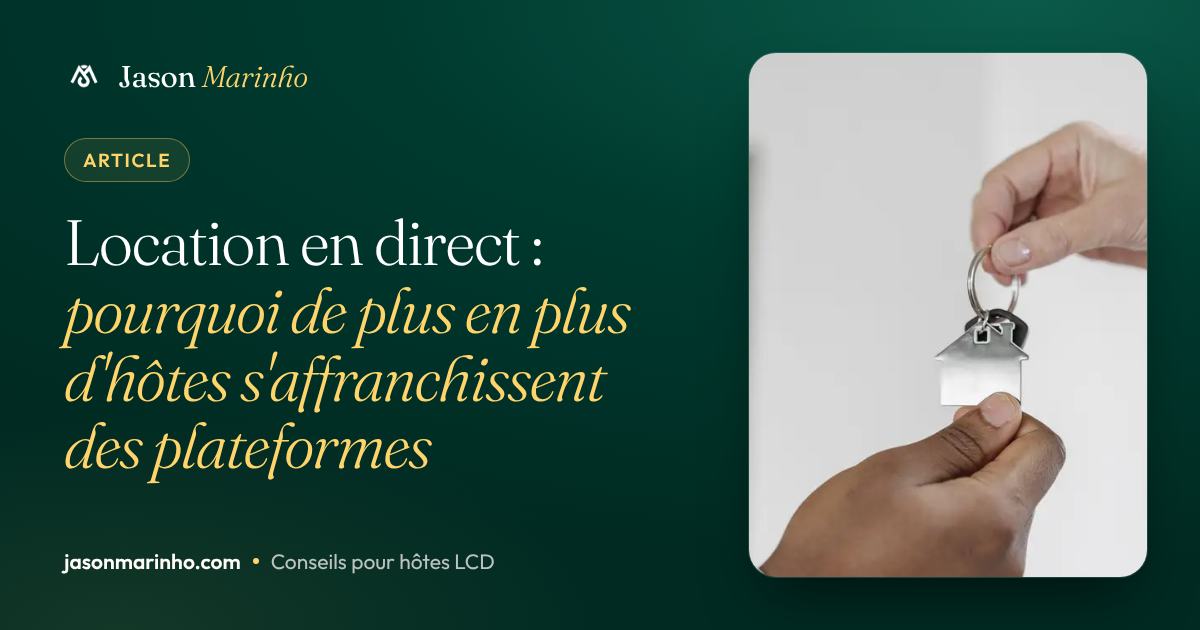 Jason Marinho
ARTICLE
Location en direct :
pourquoi de plus en plus
d'hôtes s'affranchissent
des plateformes
jasonmarinho.com • Conseils pour hôtes LCD